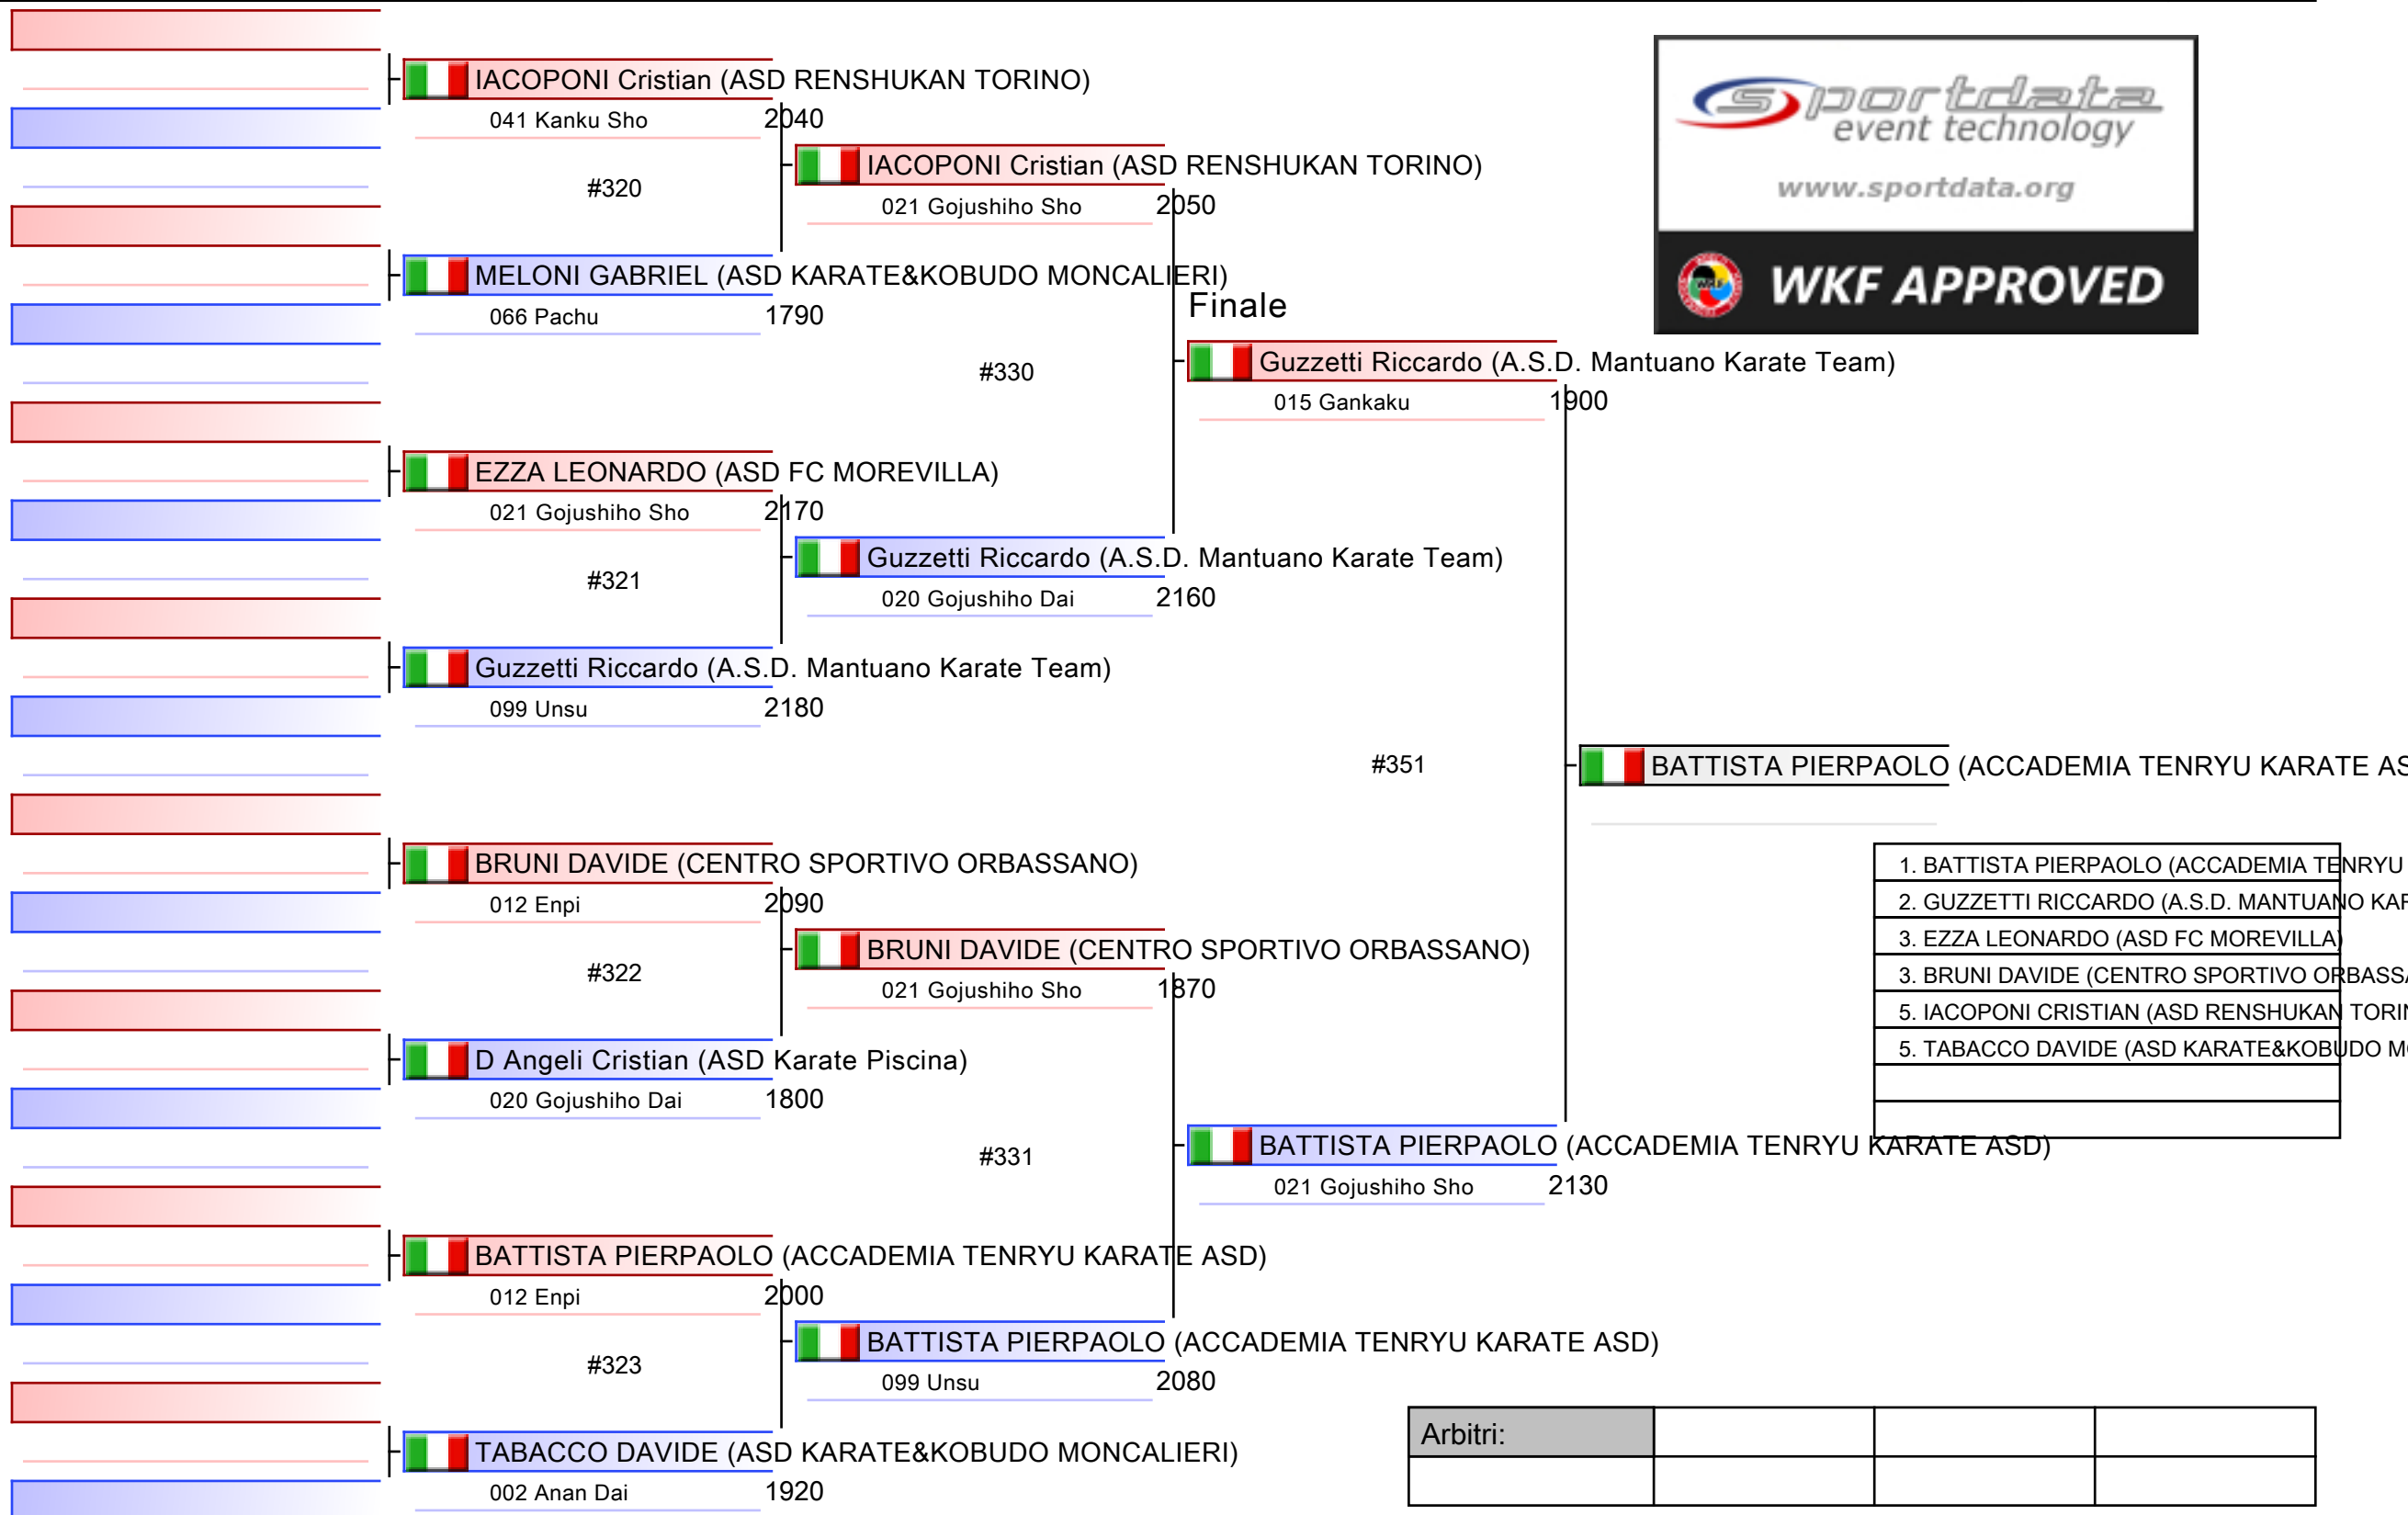 IACOPONI Cristian (ASD RENSHUKAN TORINO)
041 Kanku Sho 2040
#320
MELONI GABRIEL (ASD KARATE&KOBUDO MONCALIERI)
066 Pachu 1790
EZZA LEONARDO (ASD FC MOREVILLA)
021 Gojushiho Sho 2170
#321
Guzzetti Riccardo (A.S.D. Mantuano Karate Team)
099 Unsu 2180
BRUNI DAVIDE (CENTRO SPORTIVO ORBASSANO)
012 Enpi 2090
#322
D Angeli Cristian (ASD Karate Piscina)
020 Gojushiho Dai 1800
BATTISTA PIERPAOLO (ACCADEMIA TENRYU KARATE ASD)
012 Enpi 2000
#323
TABACCO DAVIDE (ASD KARATE&KOBUDO MONCALIERI)
002 Anan Dai 1920
IACOPONI Cristian (ASD RENSHUKAN TORINO)
021 Gojushiho Sho 2050
#330
Guzzetti Riccardo (A.S.D. Mantuano Karate Team)
020 Gojushiho Dai 2160
BRUNI DAVIDE (CENTRO SPORTIVO ORBASSANO)
021 Gojushiho Sho 1870
#331
BATTISTA PIERPAOLO (ACCADEMIA TENRYU KARATE ASD)
099 Unsu 2080
Finale
Guzzetti Riccardo (A.S.D. Mantuano Karate Team)
015 Gankaku 1900
#351
BATTISTA PIERPAOLO (ACCADEMIA TENRYU KARATE ASD)
021 Gojushiho Sho 2130
sportdata
event technology
www.sportdata.org
WKF APPROVED
BATTISTA PIERPAOLO (ACCADEMIA TENRYU KARATE AS
1. BATTISTA PIERPAOLO (ACCADEMIA TENRYU
2. GUZZETTI RICCARDO (A.S.D. MANTUANO KAR
3. EZZA LEONARDO (ASD FC MOREVILLA)
3. BRUNI DAVIDE (CENTRO SPORTIVO ORBASSA
5. IACOPONI CRISTIAN (ASD RENSHUKAN TORIN
5. TABACCO DAVIDE (ASD KARATE&KOBUDO MO
Arbitri: